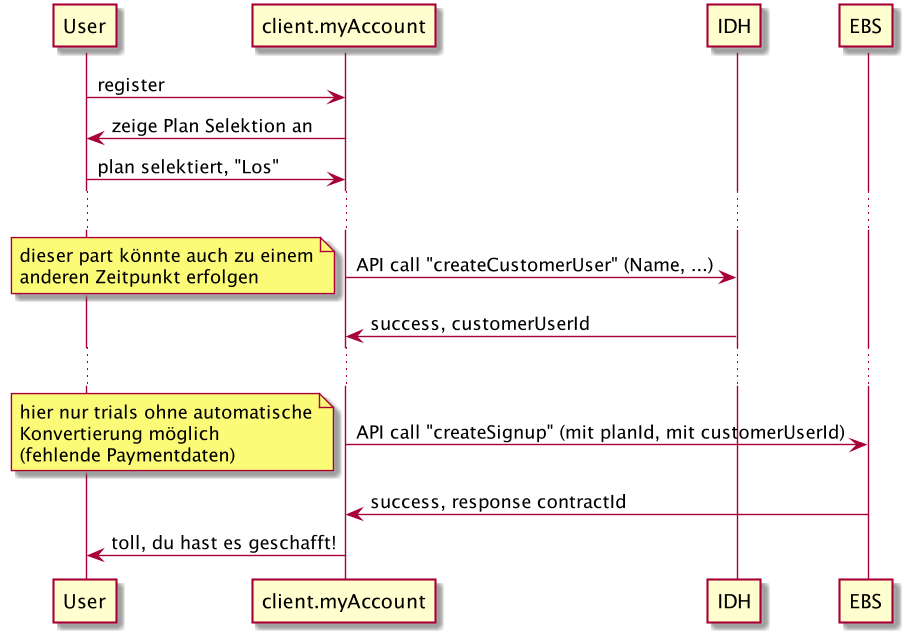 User
client.myAccount
IDH
EBS
register
zeige Plan Selektion an
plan selektiert, "Los"
dieser part könnte auch zu einem
anderen Zeitpunkt erfolgen
API call "createCustomerUser" (Name, ...)
success, customerUserId
hier nur trials ohne automatische
Konvertierung möglich
(fehlende Paymentdaten)
API call "createSignup" (mit planId, mit customerUserId)
success, response contractId
toll, du hast es geschafft!
User
client.myAccount
IDH
EBS